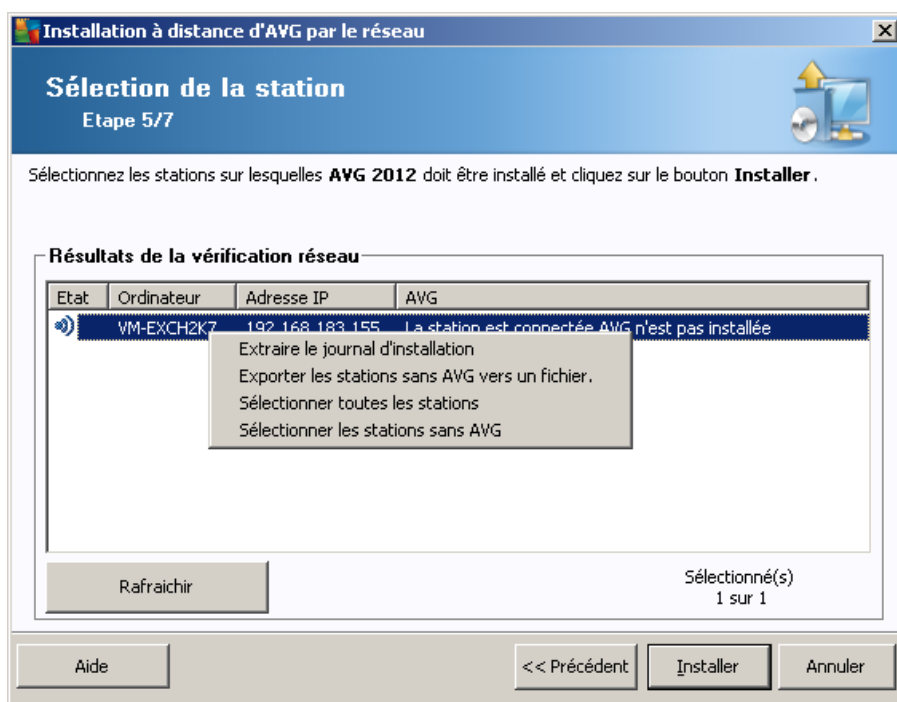 Installation à distance d'AVG par le réseau
Sélection de la station
Etape 5/7
Sélectionnez les stations sur lesquelles AVG 2012 doit être installé et cliquez sur le bouton Installer.
Résultats de la vérification réseau
Etat Ordinateur Adresse IP AVG
VM-EXCH2K7 192.168.183.155 La station est connectée AVG n'est pas installée
Extraire le journal d'installation
Exporter les stations sans AVG vers un fichier.
Sélectionner toutes les stations
Sélectionner les stations sans AVG
Rafraichir
Sélectionné(s)
1 sur 1
Aide << Précédent Installer Annuler